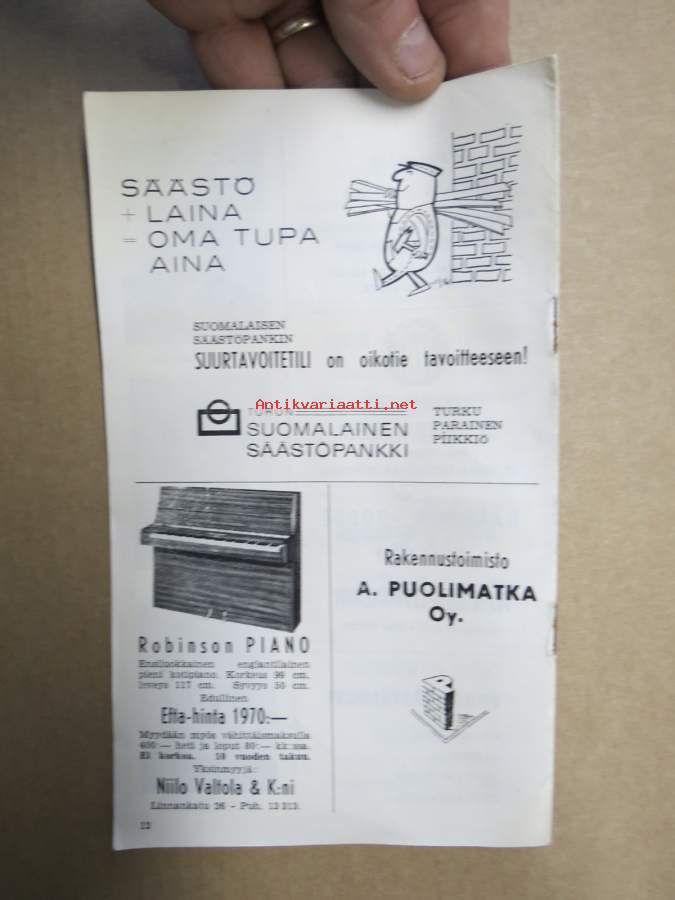 SÄÄSTÖ
+ LAINA
= OMA TUPA
AINA
SUOMALAISEN
SÄÄSTÖPANKIN
SUURTAVOITETILI on oikotie tavoitteeseen!
Antikvariaatti.net
TURUN
SUOMALAINEN
SÄÄSTÖPANKKI
TURKU
PARAINEN
PIIKKIÖ
Robinson PIANO
Ensiluokkainen englantilainen
pieni kotipiano. Korkeus 99 cm.
leveys 117 cm. Syvyys 50 cm.
Edullinen
Efta-hinta 1970:—
Myydään myös vähittäismaksulla
400 — heti ja loput 80:— kk:ssa.
Ei korkoa. 10 vuoden takuu.
Yksinmyyjä:
Niilo Valtola & K:ni
Linnankatu 26 - Puh. 13 313.
12
Rakennustoimisto
A. PUOLIMATKA
Oy.